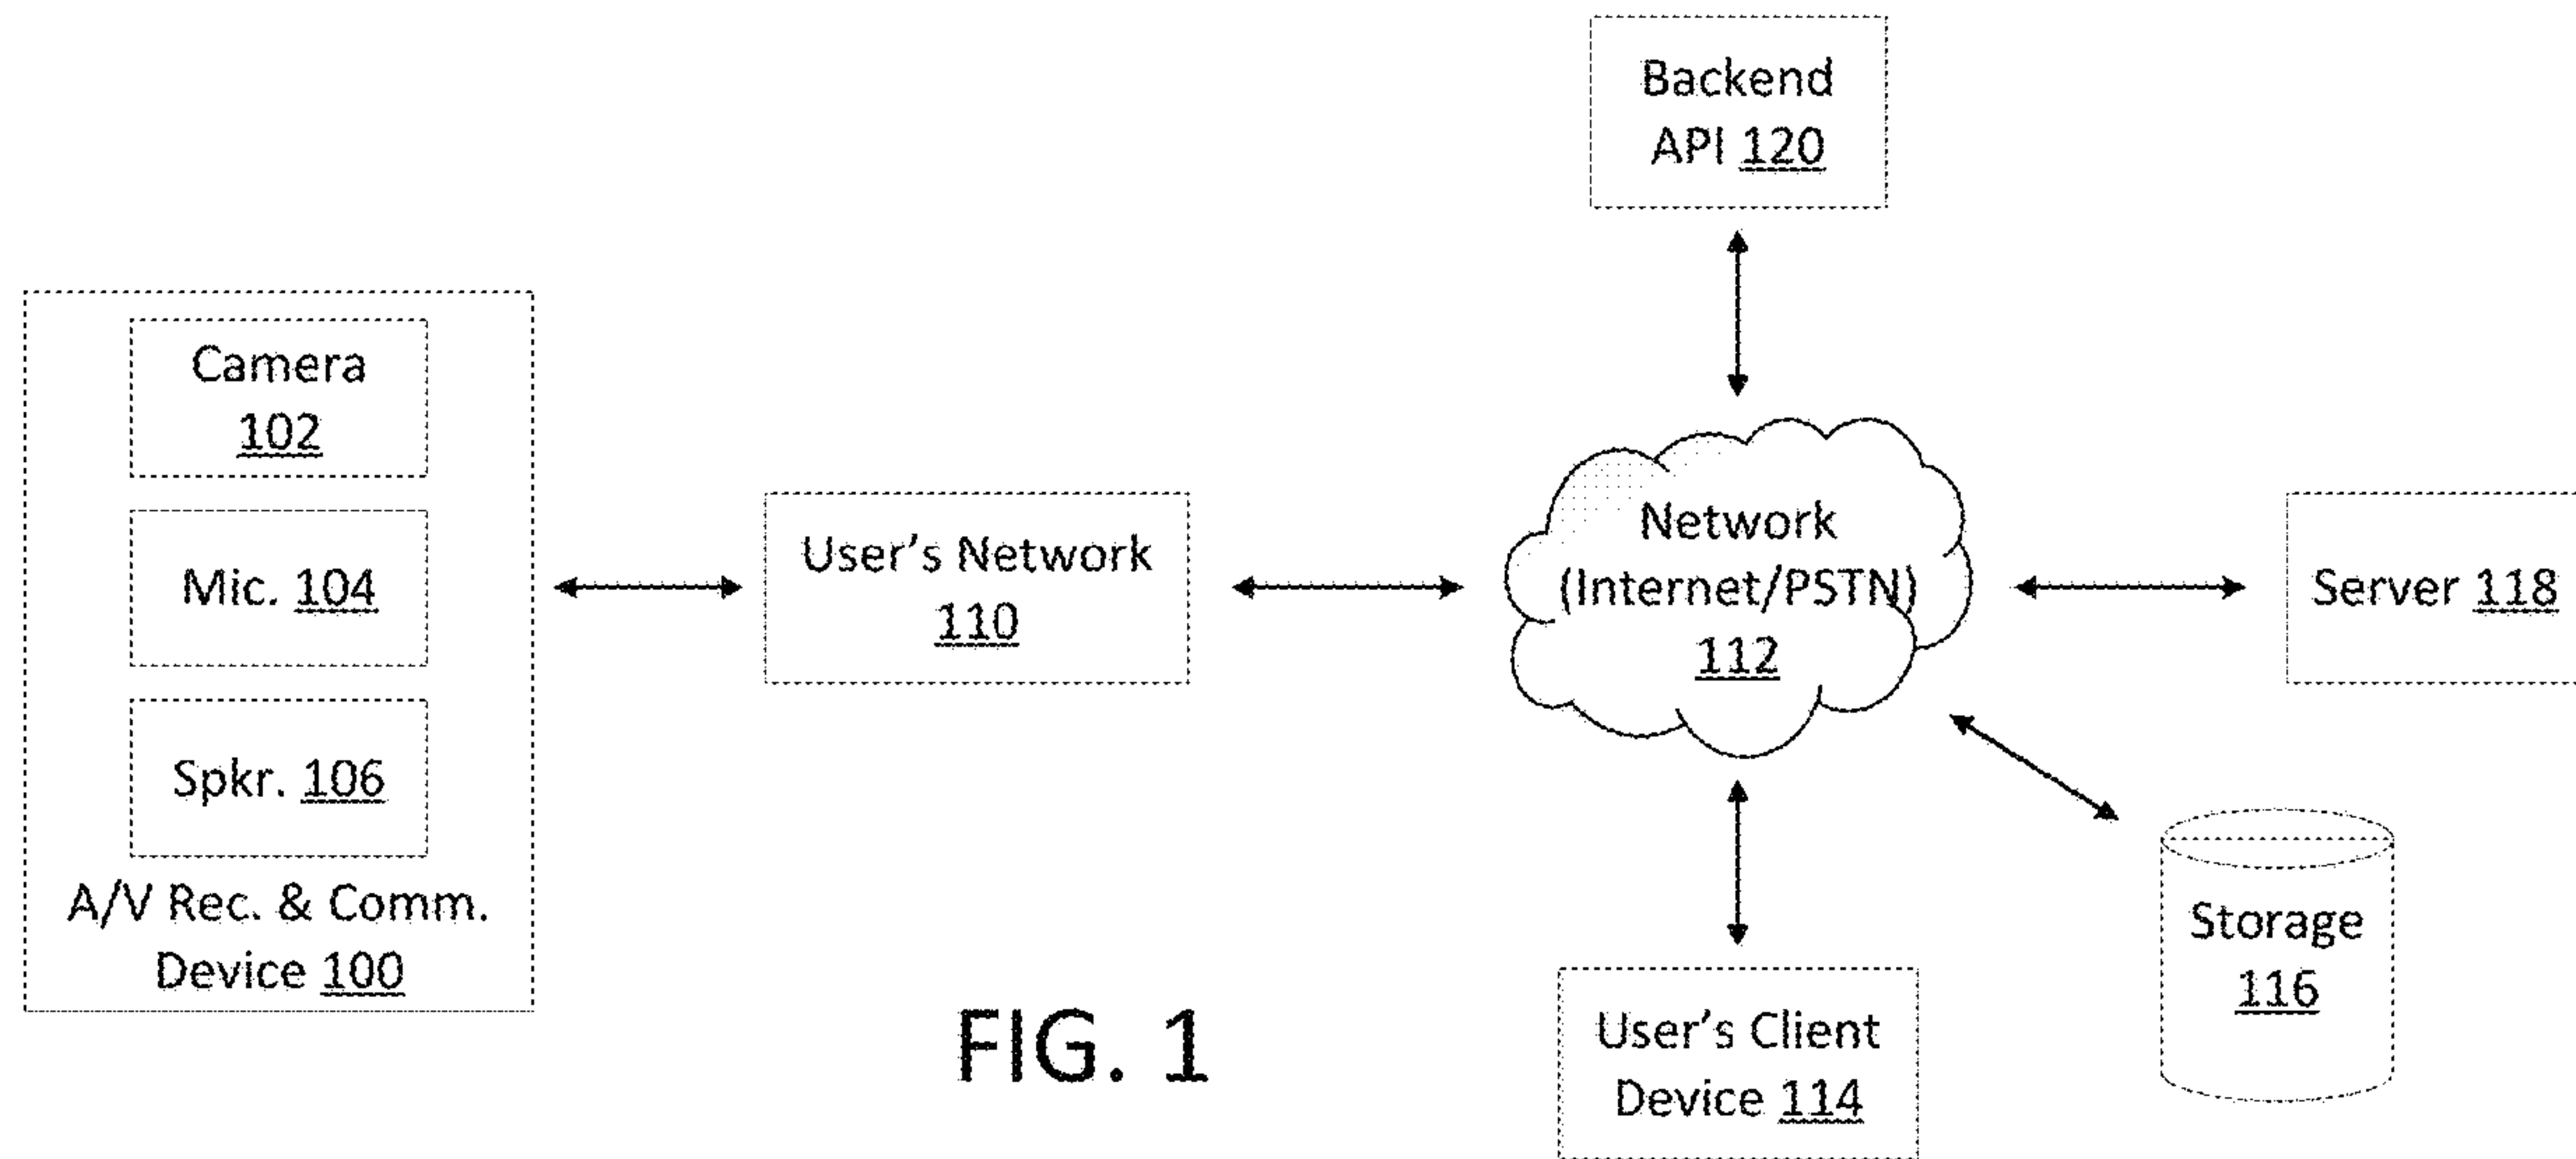 Backend
API 120
Camera
102
Mic. 104
Spkr. 106
A/V Rec. & Comm.
Device 100
User's Network
110
Network
(Internet/PSTN)
112
Server 118
Storage
116
User's Client
Device 114
FIG. 1